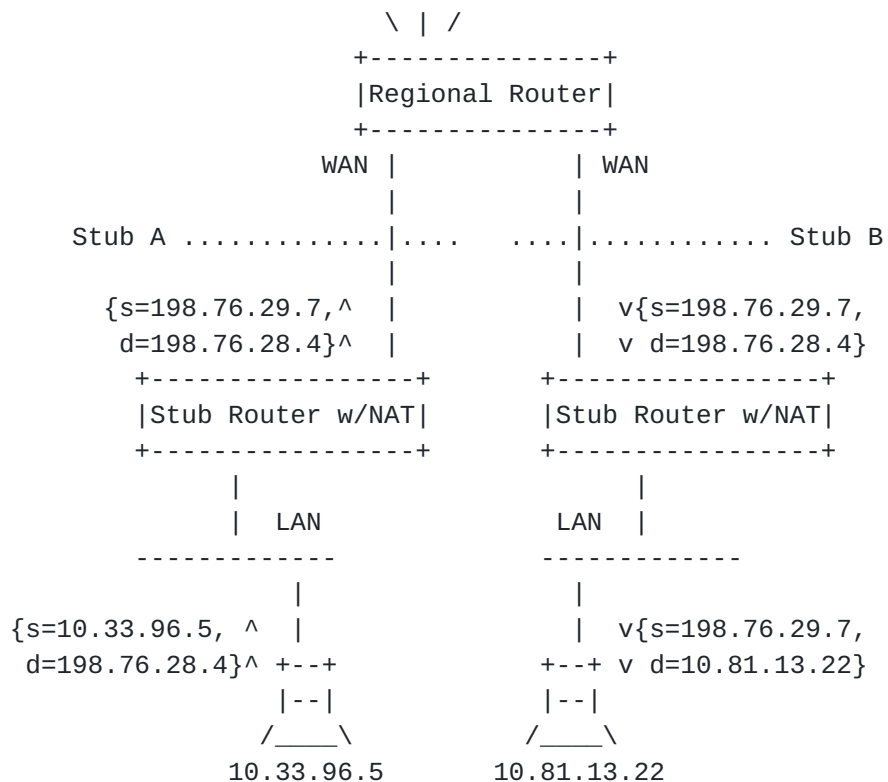 \ | /
+---------------+
|Regional Router|
+---------------+
WAN | | WAN
| |
Stub A .............|.... ....|............ Stub B
| |
{s=198.76.29.7,^ | | v{s=198.76.29.7,
d=198.76.28.4}^ | | v d=198.76.28.4}
+-----------------+ +-----------------+
|Stub Router w/NAT| |Stub Router w/NAT|
+-----------------+ +-----------------+
| |
| LAN LAN |
------------- -------------
| |
{s=10.33.96.5, ^ | | v{s=198.76.29.7,
d=198.76.28.4}^ +--+ +--+ v d=10.81.13.22}
|--| |--|
/____\ /____\
10.33.96.5 10.81.13.22